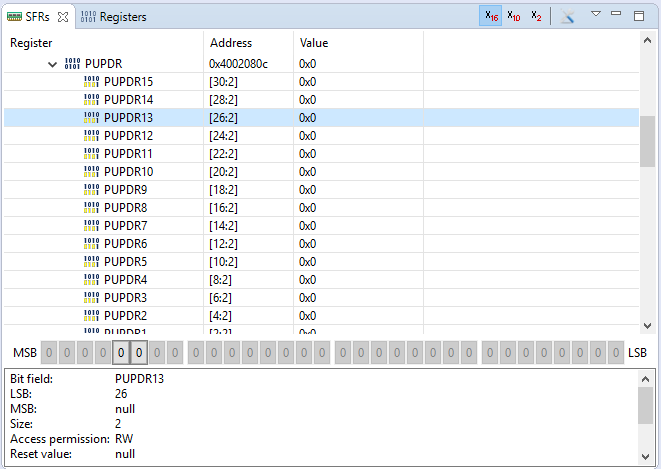 SFRs Registers X16 X10 X2
Register Address Value
PUPDR 0x4002080c 0x0
PUPDR15 [30:2] 0x0
PUPDR14 [28:2] 0x0
PUPDR13 [26:2] 0x0
PUPDR12 [24:2] 0x0
PUPDR11 [22:2] 0x0
PUPDR10 [20:2] 0x0
PUPDR9 [18:2] 0x0
PUPDR8 [16:2] 0x0
PUPDR7 [14:2] 0x0
PUPDR6 [12:2] 0x0
PUPDR5 [10:2] 0x0
PUPDR4 [8:2] 0x0
PUPDR3 [6:2] 0x0
PUPDR2 [4:2] 0x0
PUPDR1 [2:2] 0x0
MSB 0 0 0 0 0 0 0 0 0 0 0 0 0 0 0 0 0 0 0 0 0 0 0 0 0 0 0 0 0 0 0 0 LSB
Bit field: PUPDR13
LSB: 26
MSB: null
Size: 2
Access permission: RW
Reset value: null